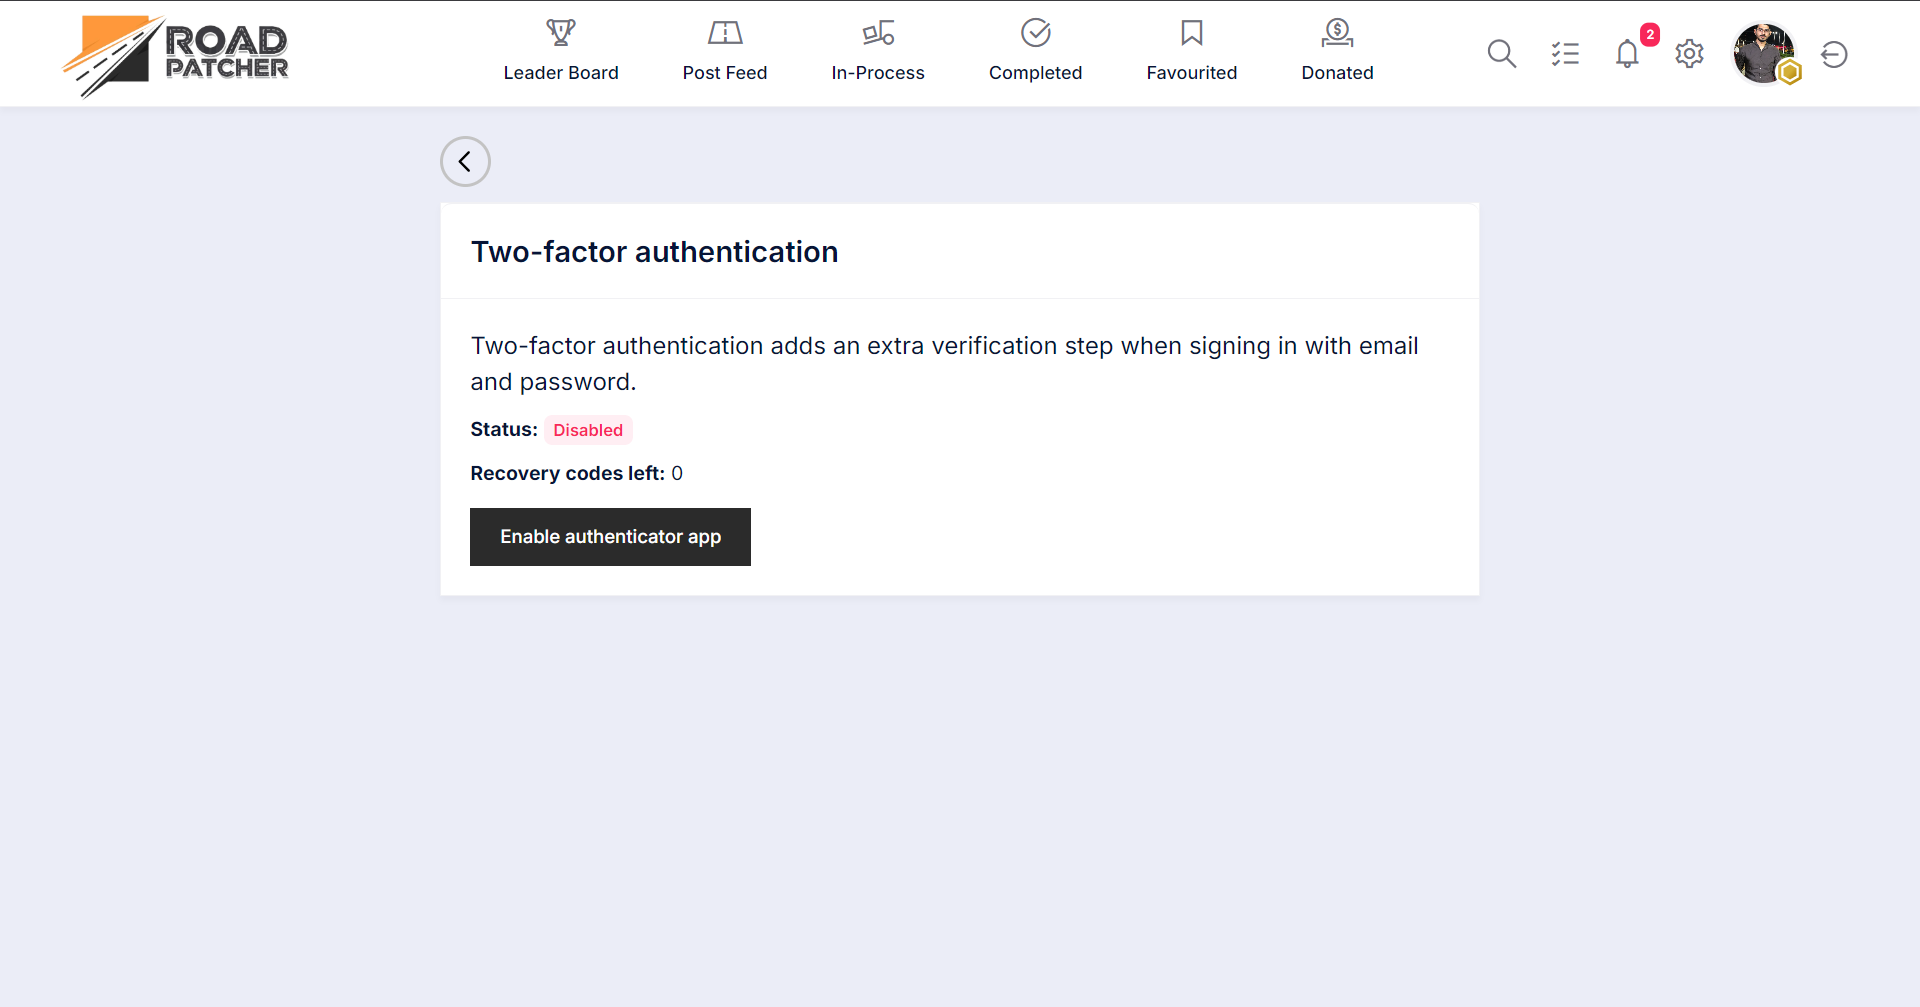 ROAD
PATCHER
Leader Board
Post Feed
In-Process
Completed
Favourited
Donated
2
Two-factor authentication
Two-factor authentication adds an extra verification step when signing in with email
and password.
Status: Disabled
Recovery codes left: 0
Enable authenticator app